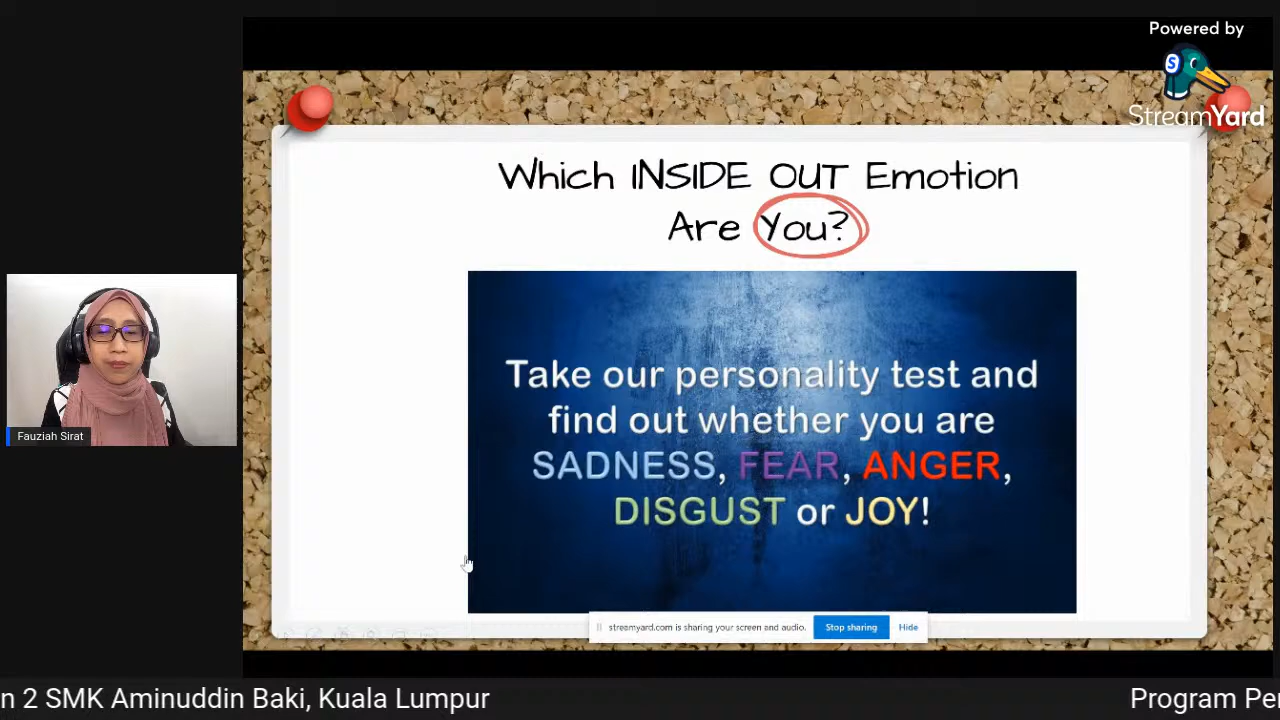 Powered by
StreamYard
Which INSIDE OUT Emotion
Are You?
Take our personality test and
find out whether you are
SADNESS, FEAR, ANGER,
DISGUST or JOY!
Fauziah Sirat
streamyard.com is sharing your screen and audio. Stop sharing Hide
n 2 SMK Aminuddin Baki, Kuala Lumpur Program Per